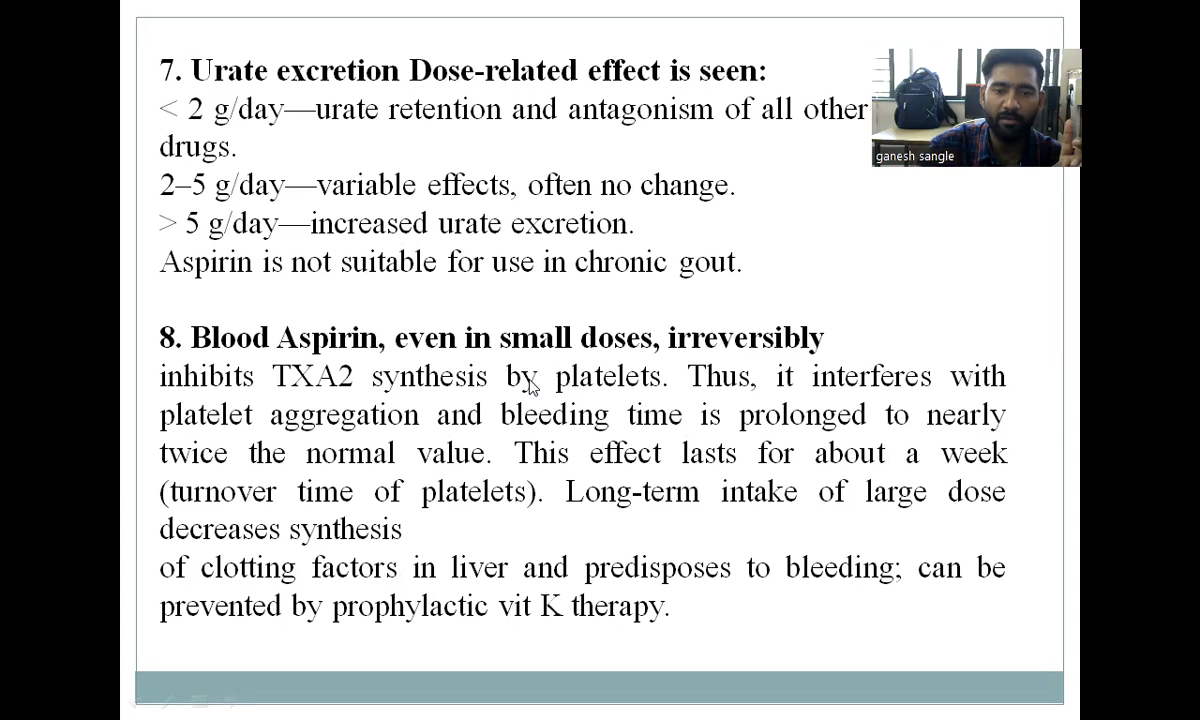 7. Urate excretion Dose-related effect is seen:
< 2 g/day—urate retention and antagonism of all other
drugs.
2–5 g/day—variable effects, often no change.
> 5 g/day—increased urate excretion.
Aspirin is not suitable for use in chronic gout.
ganesh sangle
8. Blood Aspirin, even in small doses, irreversibly
inhibits TXA2 synthesis by platelets. Thus, it interferes with
platelet aggregation and bleeding time is prolonged to nearly
twice the normal value. This effect lasts for about a week
(turnover time of platelets). Long-term intake of large dose
decreases synthesis
of clotting factors in liver and predisposes to bleeding; can be
prevented by prophylactic vit K therapy.